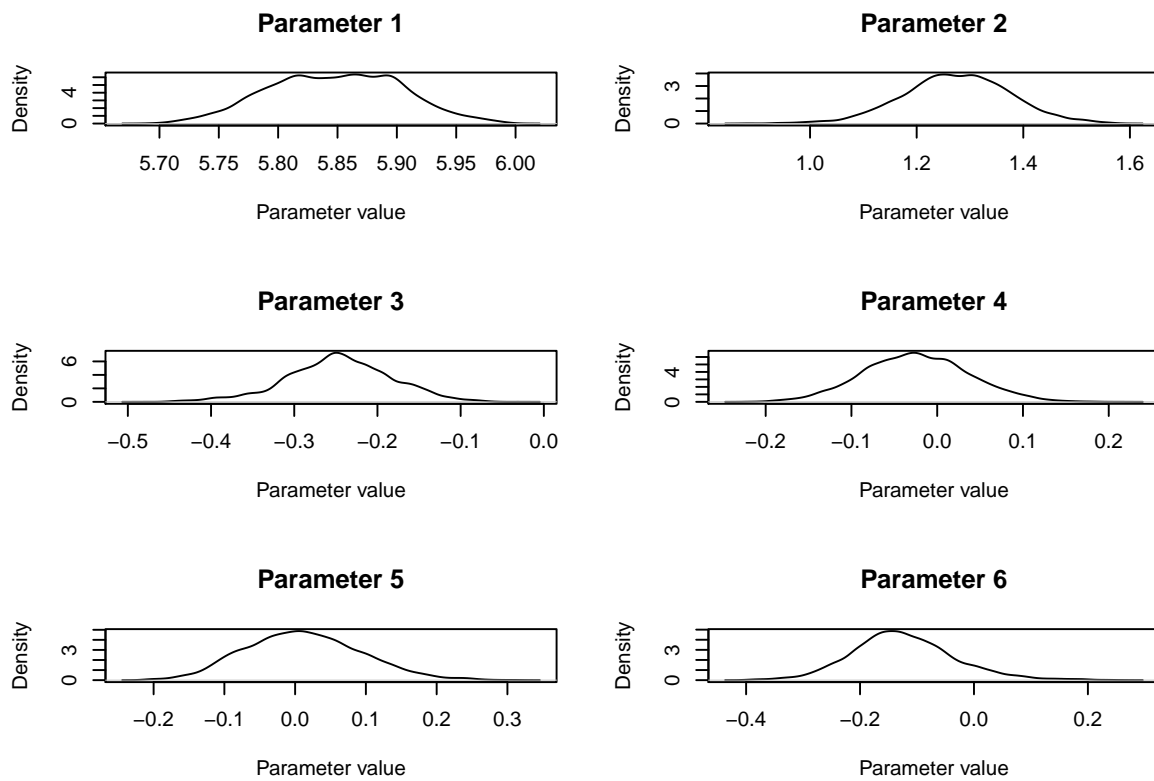 Parameter 1
Density
4
0
5.70 5.75 5.80 5.85 5.90 5.95 6.00
Parameter value
Parameter 2
Density
3
0
1.0 1.2 1.4 1.6
Parameter value
Parameter 3
Density
6
0
−0.5 −0.4 −0.3 −0.2 −0.1 0.0
Parameter value
Parameter 4
Density
4
0
−0.2 −0.1 0.0 0.1 0.2
Parameter value
Parameter 5
Density
3
0
−0.2 −0.1 0.0 0.1 0.2 0.3
Parameter value
Parameter 6
Density
3
0
−0.4 −0.2 0.0 0.2
Parameter value